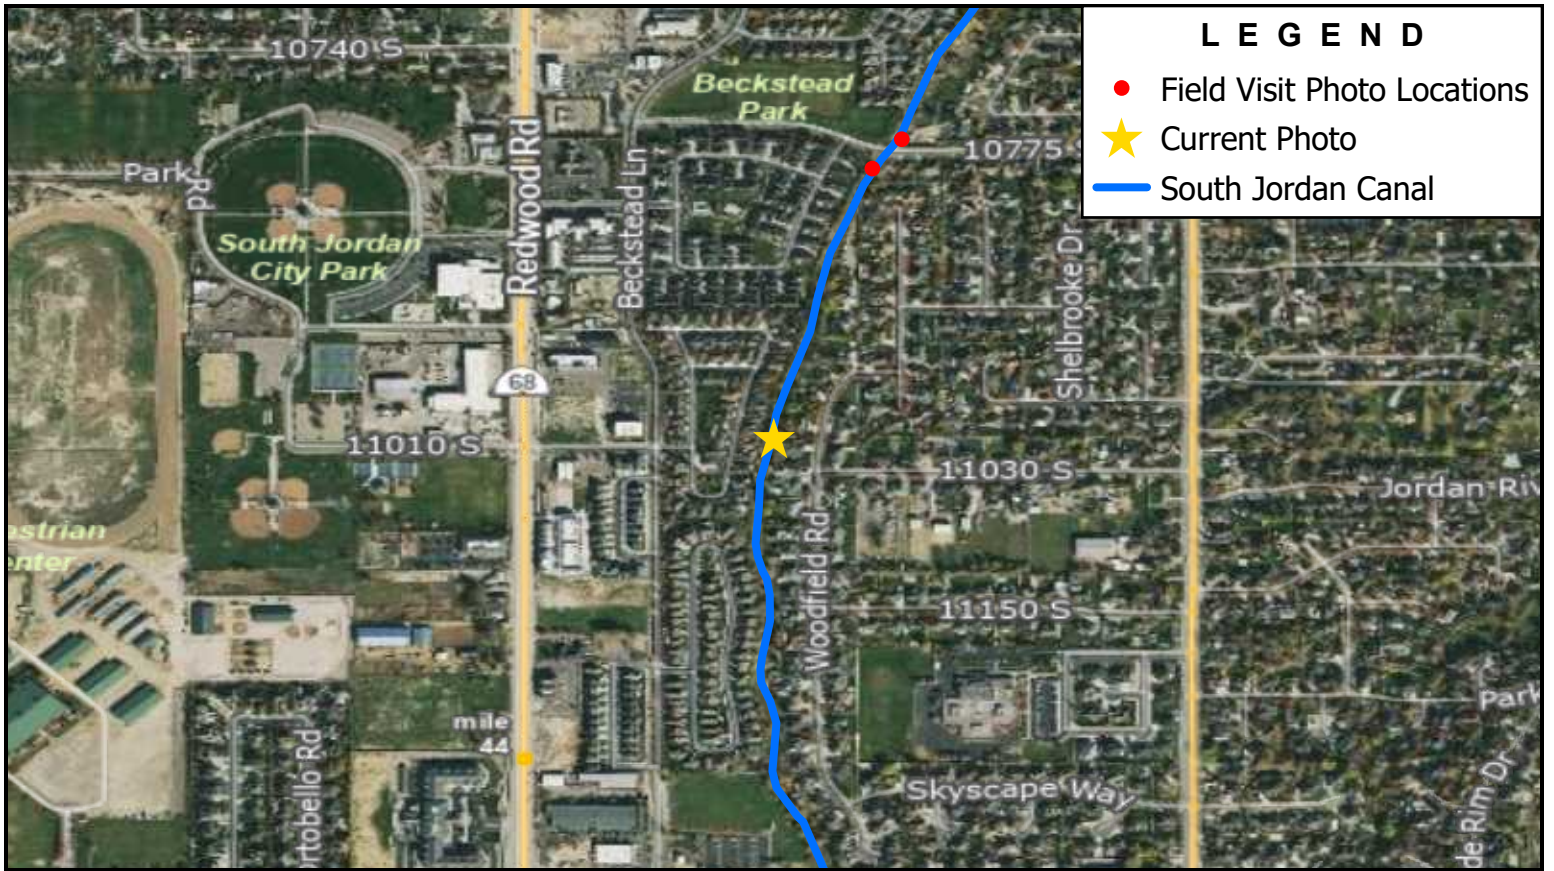 LEGEND
Field Visit Photo Locations
Current Photo
South Jordan Canal
10740 S
Beckstead
Park
10775 S
Park Rd
Redwood Rd
Beckstead Ln
South Jordan
City Park
Shelbrooke Dr
68
11010 S
11030 S
Jordan Riv
astrian
enter
Woodfield Rd
11150 S
mile
44
Park
ortobello Rd
Skyscape Way
de Rim Dr